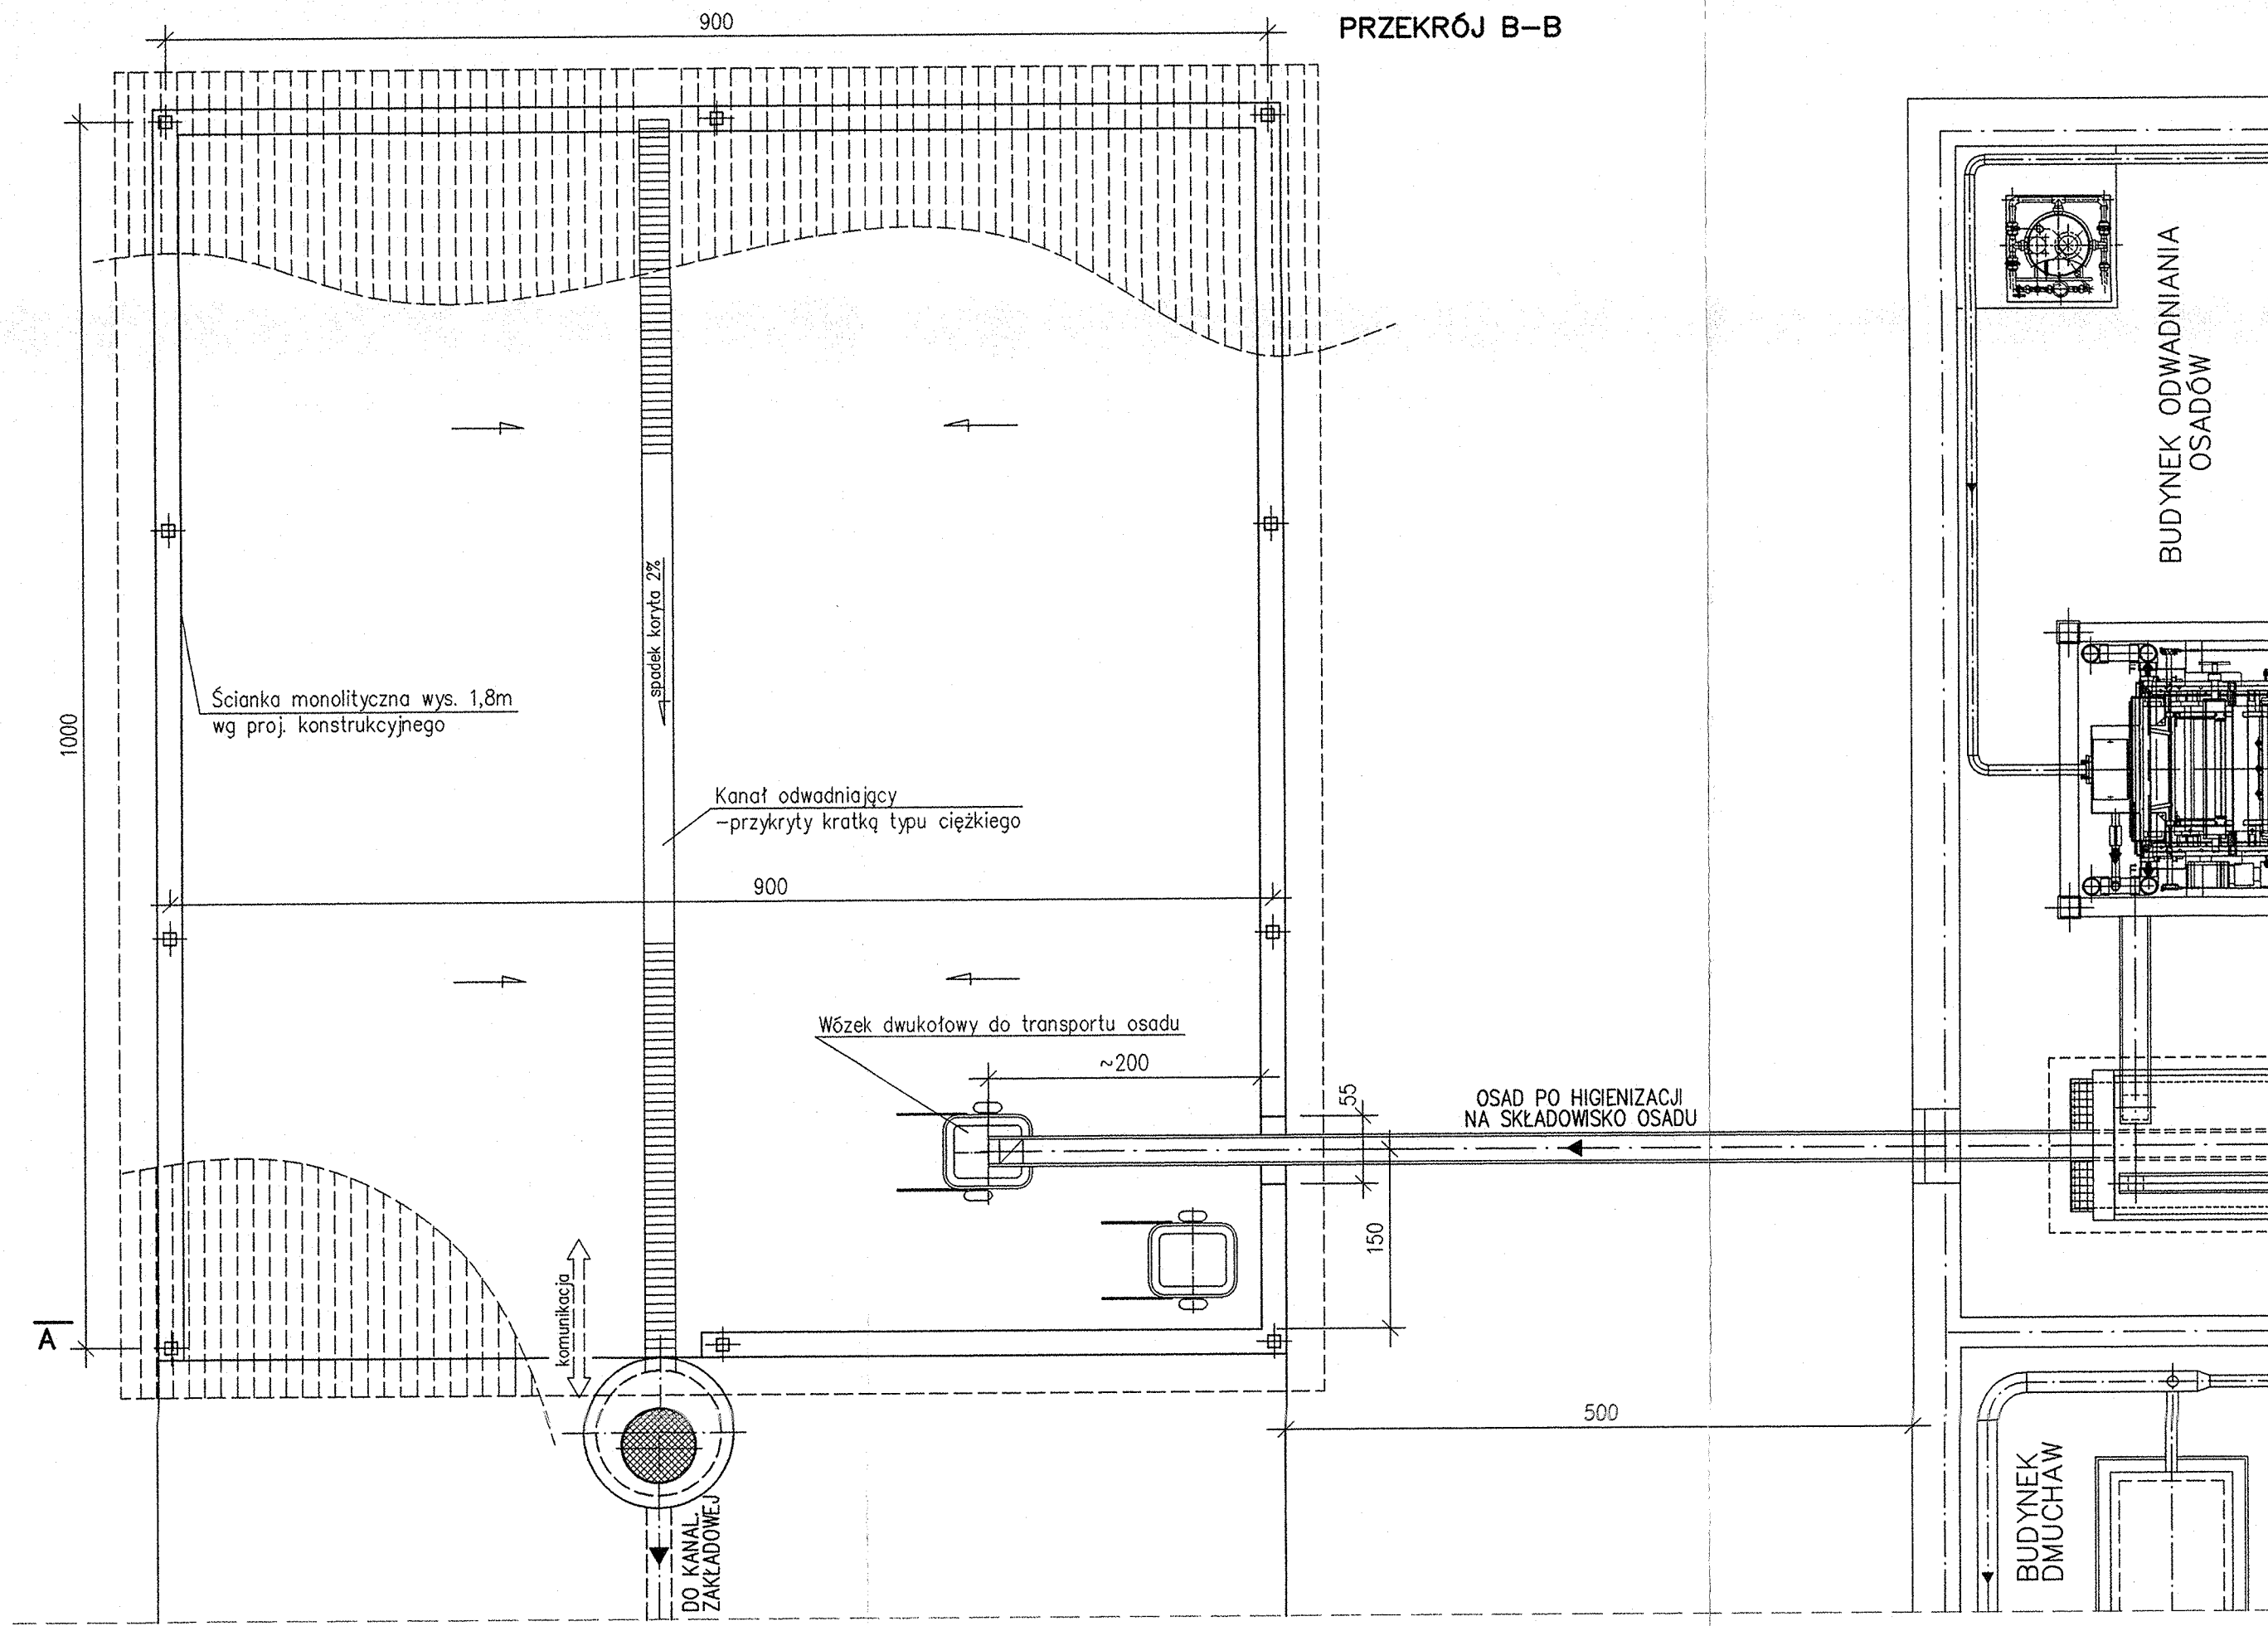 900
PRZEKRÓJ B–B
BUDYNEK ODWADNIANIA
OSADÓW
spadek koryta 2%
Ścianka monolityczna wys. 1,8m
wg proj. konstrukcyjnego
1000
Kanał odwadniający
–przykryty kratką typu ciężkiego
900
F
F
Wózek dwukołowy do transportu osadu
~200
55
OSAD PO HIGIENIZACJI
NA SKŁADOWISKO OSADU
150
komunikacja
A
500
BUDYNEK
DMUCHAW
DO KANAL.
ZAKŁADOWEJ